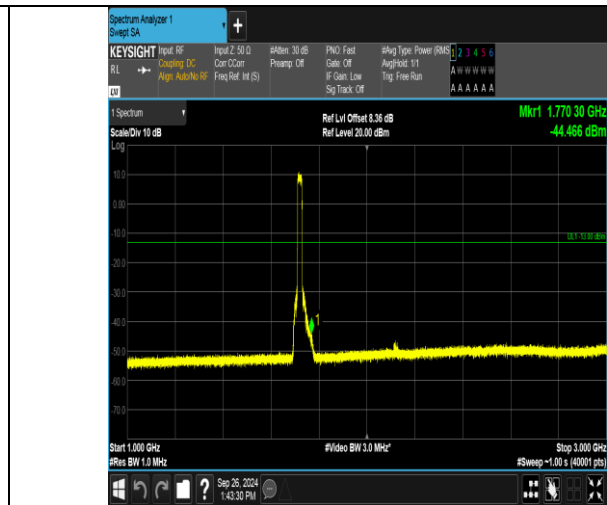 Spectrum Analyzer 1
Swept SA
+
KEYSIGHT
RL
LXI
Input: RF
Coupling: DC
Align: Auto/No RF
Input Z: 50 Ω
Corr CCorr
Freq Ref: Int (S)
#Atten: 30 dB
Preamp: Off
PNO: Fast
Gate: Off
IF Gain: Low
Sig Track: Off
#Avg Type: Power (RMS
Avg|Hold: 1/1
Trig: Free Run
1 2 3 4 5 6
A W W W W W
A A A A A A
1 Spectrum
Scale/Div 10 dB
Log
Ref Lvl Offset 8.36 dB
Ref Level 20.00 dBm
Mkr1 1.770 30 GHz
-44.466 dBm
10.0
0.00
-10.0
DL1 -13.00 dBm
-20.0
-30.0
-40.0
1
-50.0
-60.0
-70.0
Start 1.000 GHz
#Res BW 1.0 MHz
#Video BW 3.0 MHz*
Stop 3.000 GHz
#Sweep ~1.00 s (40001 pts)
?
Sep 26, 2024
1:43:30 PM